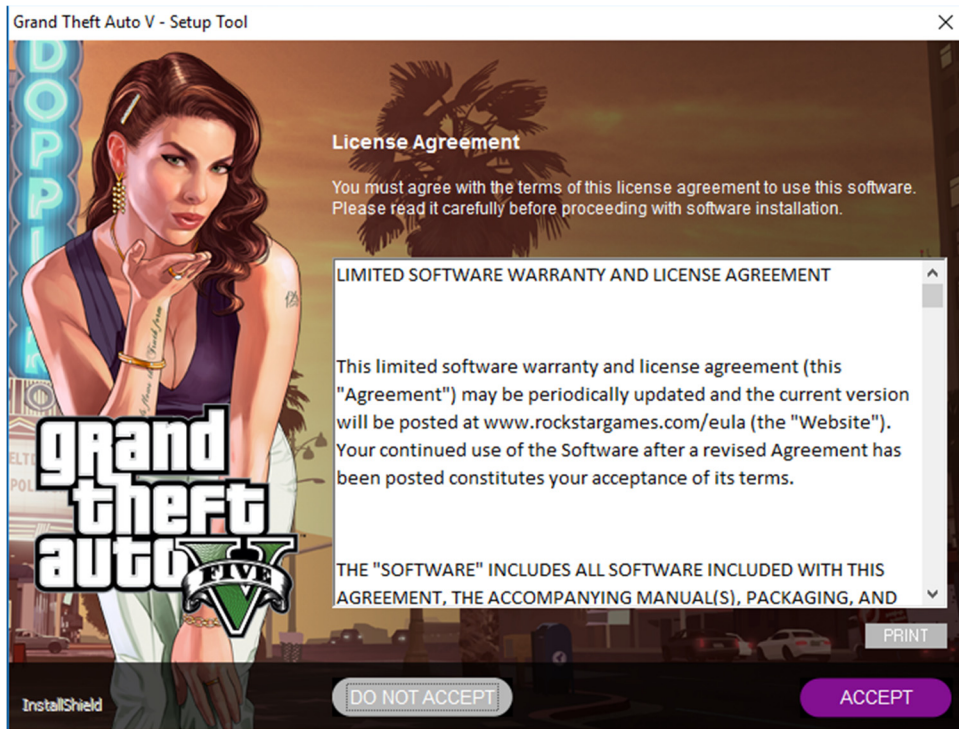 Grand Theft Auto V - Setup Tool
DOPPI
License Agreement
You must agree with the terms of this license agreement to use this software.
Please read it carefully before proceeding with software installation.
LIMITED SOFTWARE WARRANTY AND LICENSE AGREEMENT
This limited software warranty and license agreement (this
"Agreement") may be periodically updated and the current version
will be posted at www.rockstargames.com/eula (the "Website").
Your continued use of the Software after a revised Agreement has
been posted constitutes your acceptance of its terms.
THE "SOFTWARE" INCLUDES ALL SOFTWARE INCLUDED WITH THIS
AGREEMENT, THE ACCOMPANYING MANUAL(S), PACKAGING, AND
grand
theft
auto V
FIVE
PRINT
InstallShield
DO NOT ACCEPT
ACCEPT